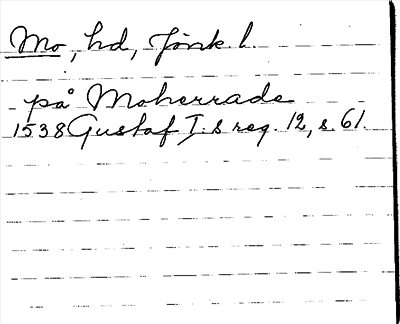 Mo, hd, Jönk. l.
på Moherrade
1538 Gustaf I:s reg. 12, s. 61.